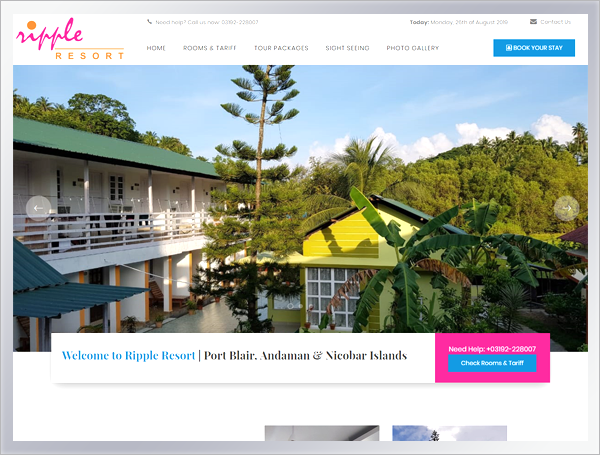 ripple
RESORT
Need help? Call us now: 03192-228007
Today: Monday, 26th of August 2019
Contact Us
HOME
ROOMS & TARIFF
TOUR PACKAGES
SIGHT SEEING
PHOTO GALLERY
BOOK YOUR STAY
Welcome to Ripple Resort | Port Blair, Andaman & Nicobar Islands
Need Help: +03192-228007
Check Rooms & Tariff